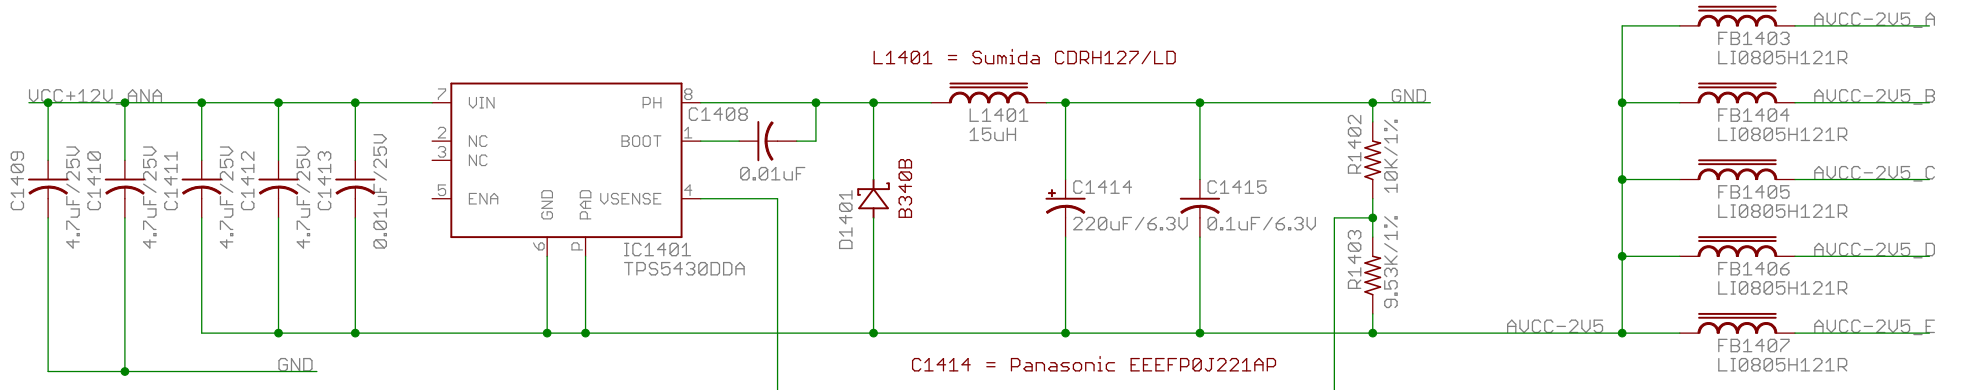 L1401 = Sumida CDRH127/LD
VCC+12V_ANA
C1409
4.7uF/25V
C1410
4.7uF/25V
C1411
4.7uF/25V
C1412
4.7uF/25V
C1413
0.01uF/25V
7
2
3
5
VIN
NC
NC
ENA
GND
PAD
PH
BOOT
VSENSE
8
1
4
6
P
IC1401
TPS5430DDA
C1408
0.01uF
D1401
B340B
L1401
15uH
+
C1414
220uF/6.3V
C1415
0.1uF/6.3V
R1402
10K/1%
R1403
9.53K/1%
GND
GND
C1414 = Panasonic EEEFP0J221AP
AVCC-2V5
AVCC-2V5_A
FB1403
LI0805H121R
AVCC-2V5_B
FB1404
LI0805H121R
AVCC-2V5_C
FB1405
LI0805H121R
AVCC-2V5_D
FB1406
LI0805H121R
AVCC-2V5_E
FB1407
LI0805H121R